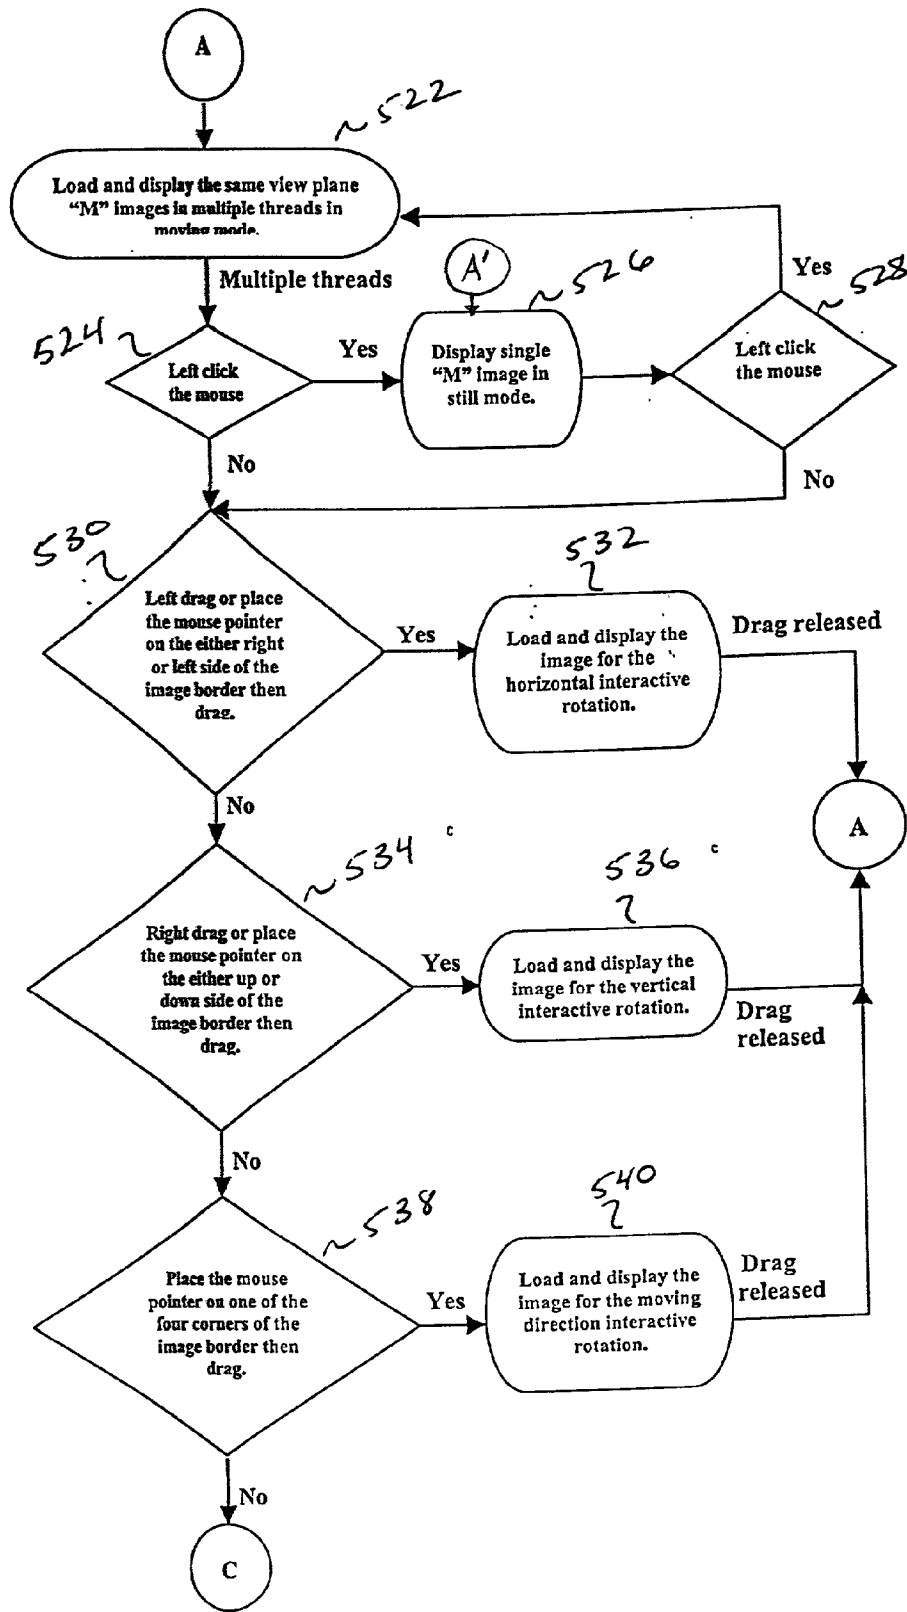 A
~522
Load and display the same view plane
"M" images in multiple threads in
moving mode.
Multiple threads
A'
526
Yes
528
524
Left click
the mouse
Yes
Display single
"M" image in
still mode.
Left click
the mouse
No
No
530
Left drag or place
the mouse pointer
on the either right
or left side of the
image border then
drag.
Yes
532
Load and display the
image for the
horizontal interactive
rotation.
Drag released
No
A
534
Right drag or place
the mouse pointer on
the either up or
down side of the
image border then
drag.
Yes
536
Load and display the
image for the vertical
interactive rotation.
Drag
released
No
538
Place the mouse
pointer on one of the
four corners of the
image border then
drag.
Yes
540
Load and display the
image for the moving
direction interactive
rotation.
Drag
released
No
C